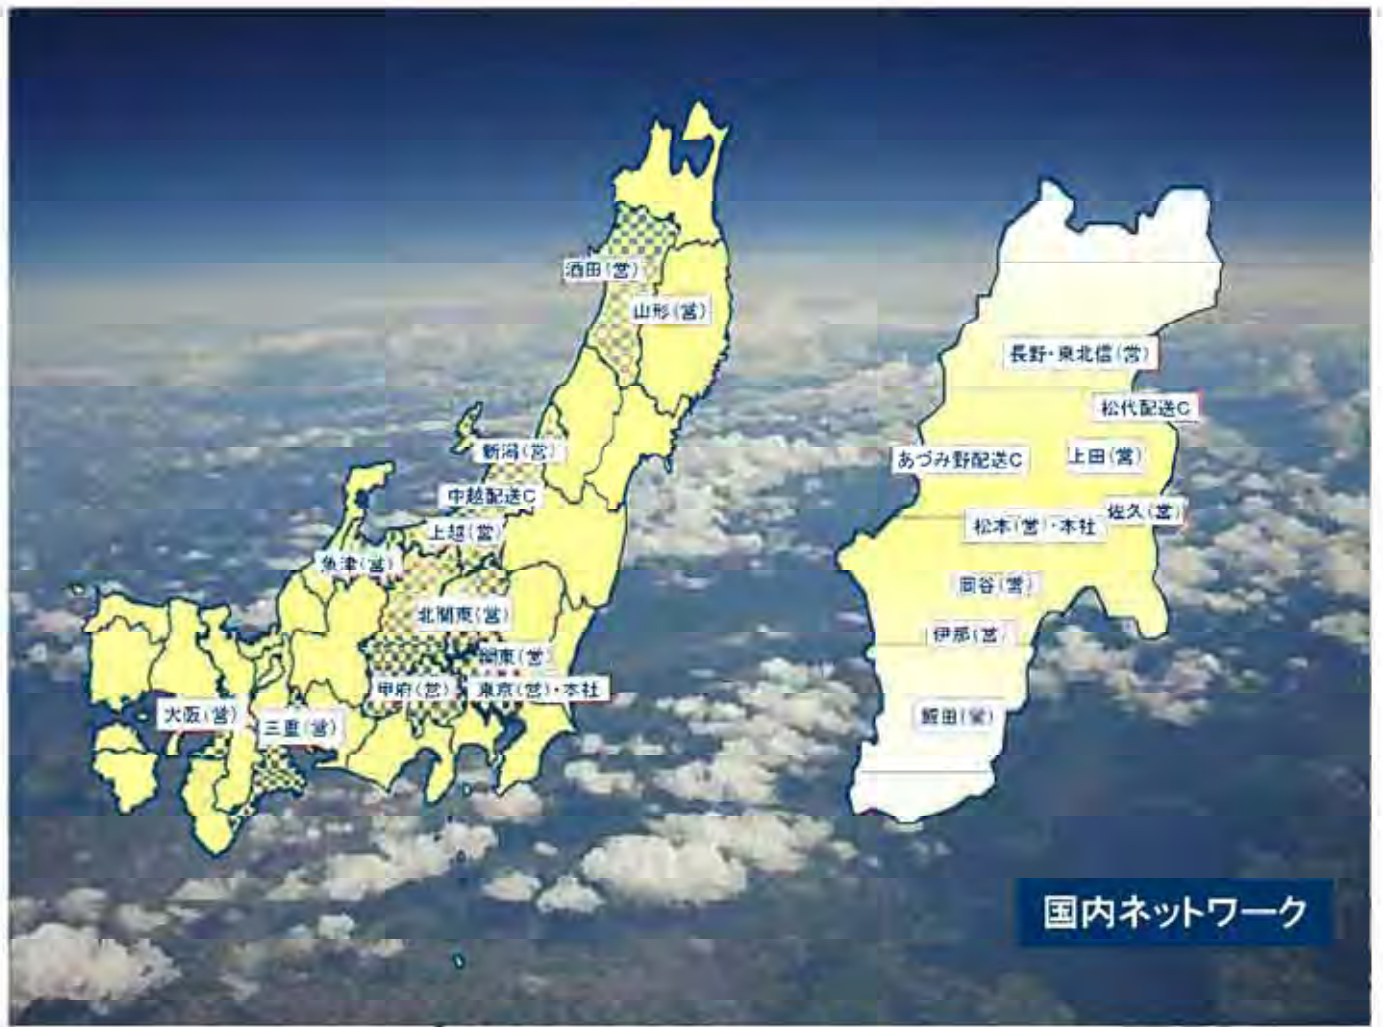 酒田(営)
山形(営)
新潟(営)
中越配送C
上越(営)
魚津(営)
北関東(営)
関東(営)
甲府(営)
東京(営)・本社
大阪(営)
三重(営)
長野・東北信(営)
松代配送C
あづみ野配送C
上田(営)
佐久(営)
松本(営)・本社
岡谷(営)
伊那(営)
飯田(営)
国内ネットワーク